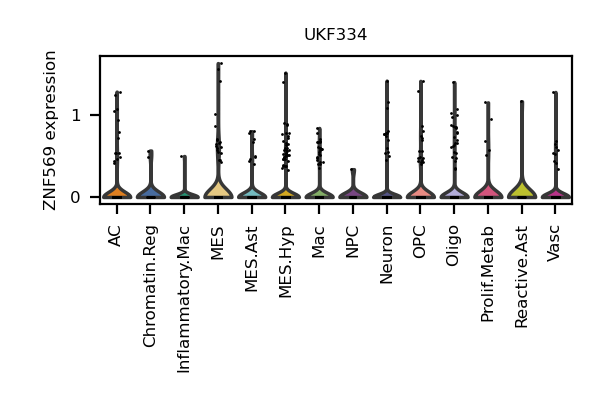 UKF334
ZNF569 expression
1
0
AC
Chromatin.Reg
Inflammatory.Mac
MES
MES.Ast
MES.Hyp
Mac
NPC
Neuron
OPC
Oligo
Prolif.Metab
Reactive.Ast
Vasc